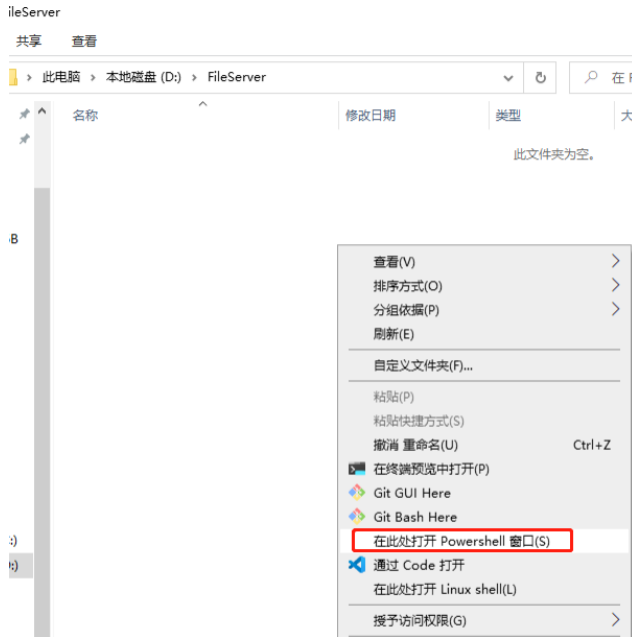 ileServer
共享 查看
此电脑 › 本地磁盘 (D:) › FileServer
名称 修改日期 类型 大
此文件夹为空。
查看(V)
排序方式(O)
分组依据(P)
刷新(E)
自定义文件夹(F)...
粘贴(P)
粘贴快捷方式(S)
撤消 重命名(U) Ctrl+Z
在终端预览中打开(P)
Git GUI Here
Git Bash Here
在此处打开 Powershell 窗口(S)
通过 Code 打开
在此处打开 Linux shell(L)
授予访问权限(G)